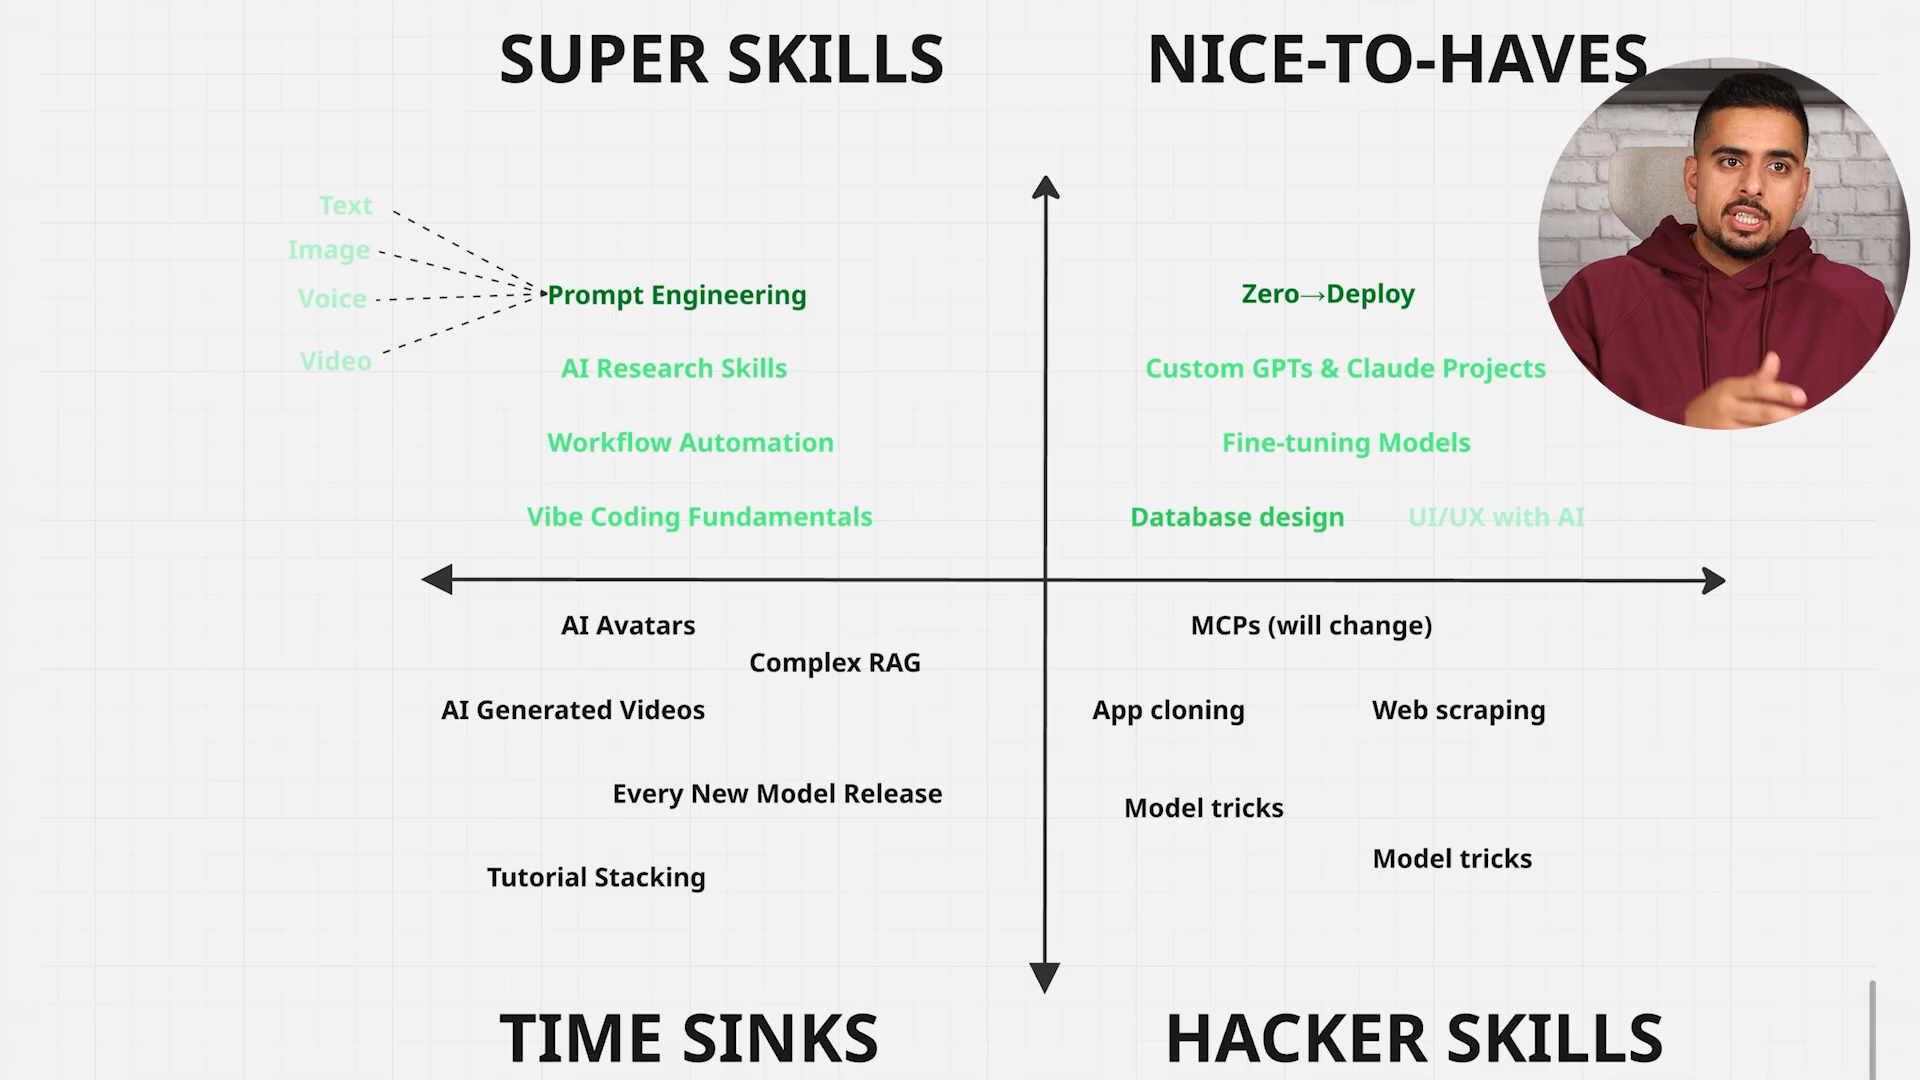 SUPER SKILLS
NICE-TO-HAVES
Text
Image
Voice
Video
Prompt Engineering
AI Research Skills
Workflow Automation
Vibe Coding Fundamentals
Zero→Deploy
Custom GPTs & Claude Projects
Fine-tuning Models
Database design
UI/UX with AI
AI Avatars
Complex RAG
AI Generated Videos
Every New Model Release
Tutorial Stacking
MCPs (will change)
App cloning
Web scraping
Model tricks
Model tricks
TIME SINKS
HACKER SKILLS